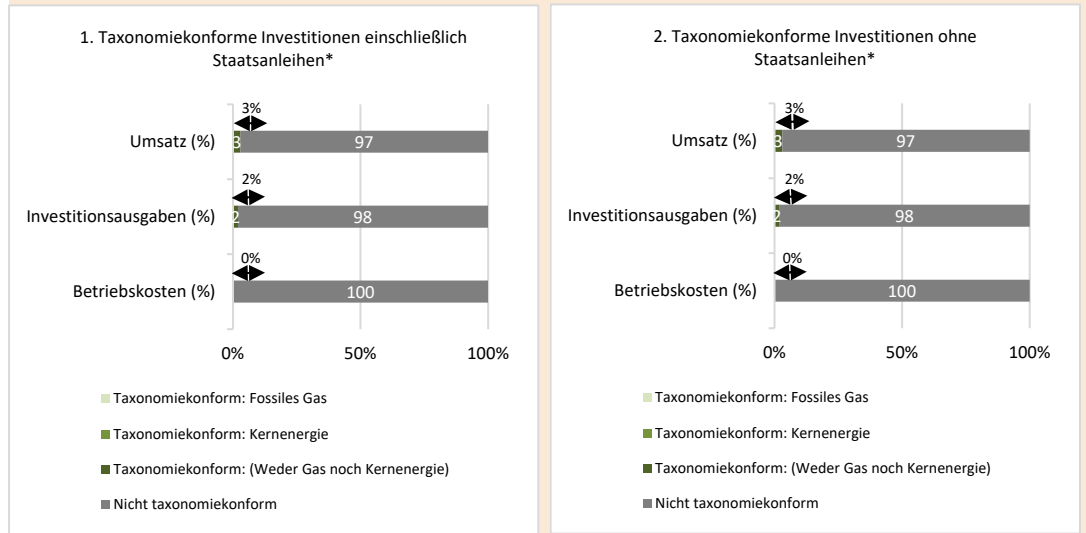 1. Taxonomiekonforme Investitionen einschließlich
Staatsanleihen*
3%
Umsatz (%)
3
97
2%
Investitionsausgaben (%)
2
98
0%
Betriebskosten (%)
100
0%
50%
100%
Taxonomiekonform: Fossiles Gas
Taxonomiekonform: Kernenergie
Taxonomiekonform: (Weder Gas noch Kernenergie)
Nicht taxonomiekonform
2. Taxonomiekonforme Investitionen ohne
Staatsanleihen*
3%
Umsatz (%)
3
97
2%
Investitionsausgaben (%)
2
98
0%
Betriebskosten (%)
100
0%
50%
100%
Taxonomiekonform: Fossiles Gas
Taxonomiekonform: Kernenergie
Taxonomiekonform: (Weder Gas noch Kernenergie)
Nicht taxonomiekonform